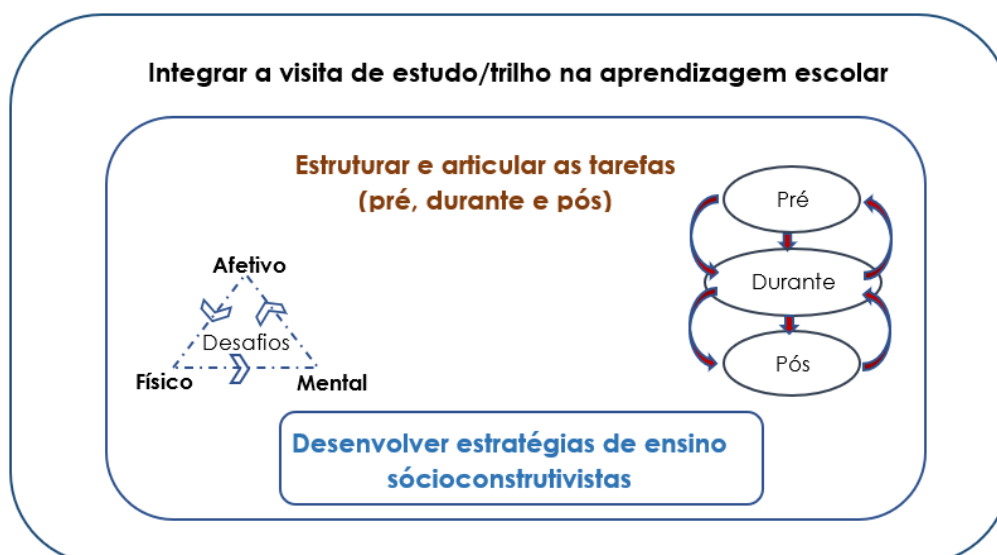 Integrar a visita de estudo/trilho na aprendizagem escolar
Estruturar e articular as tarefas
(pré, durante e pós)
Pré
Durante
Pós
Afetivo
Desafios
Físico
Mental
Desenvolver estratégias de ensino
sócioconstrutivistas